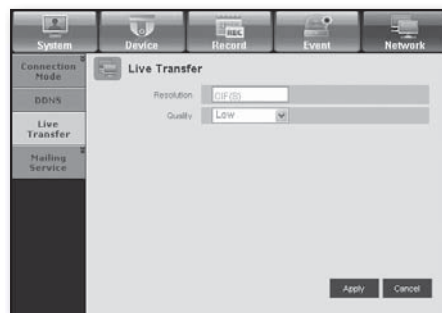 REC
System Device Record Event Network
Connection
Mode
DDNS
Live
Transfer
Mailing
Service
Live Transfer
Resolution CIF(S)
Quality Low
Apply Cancel